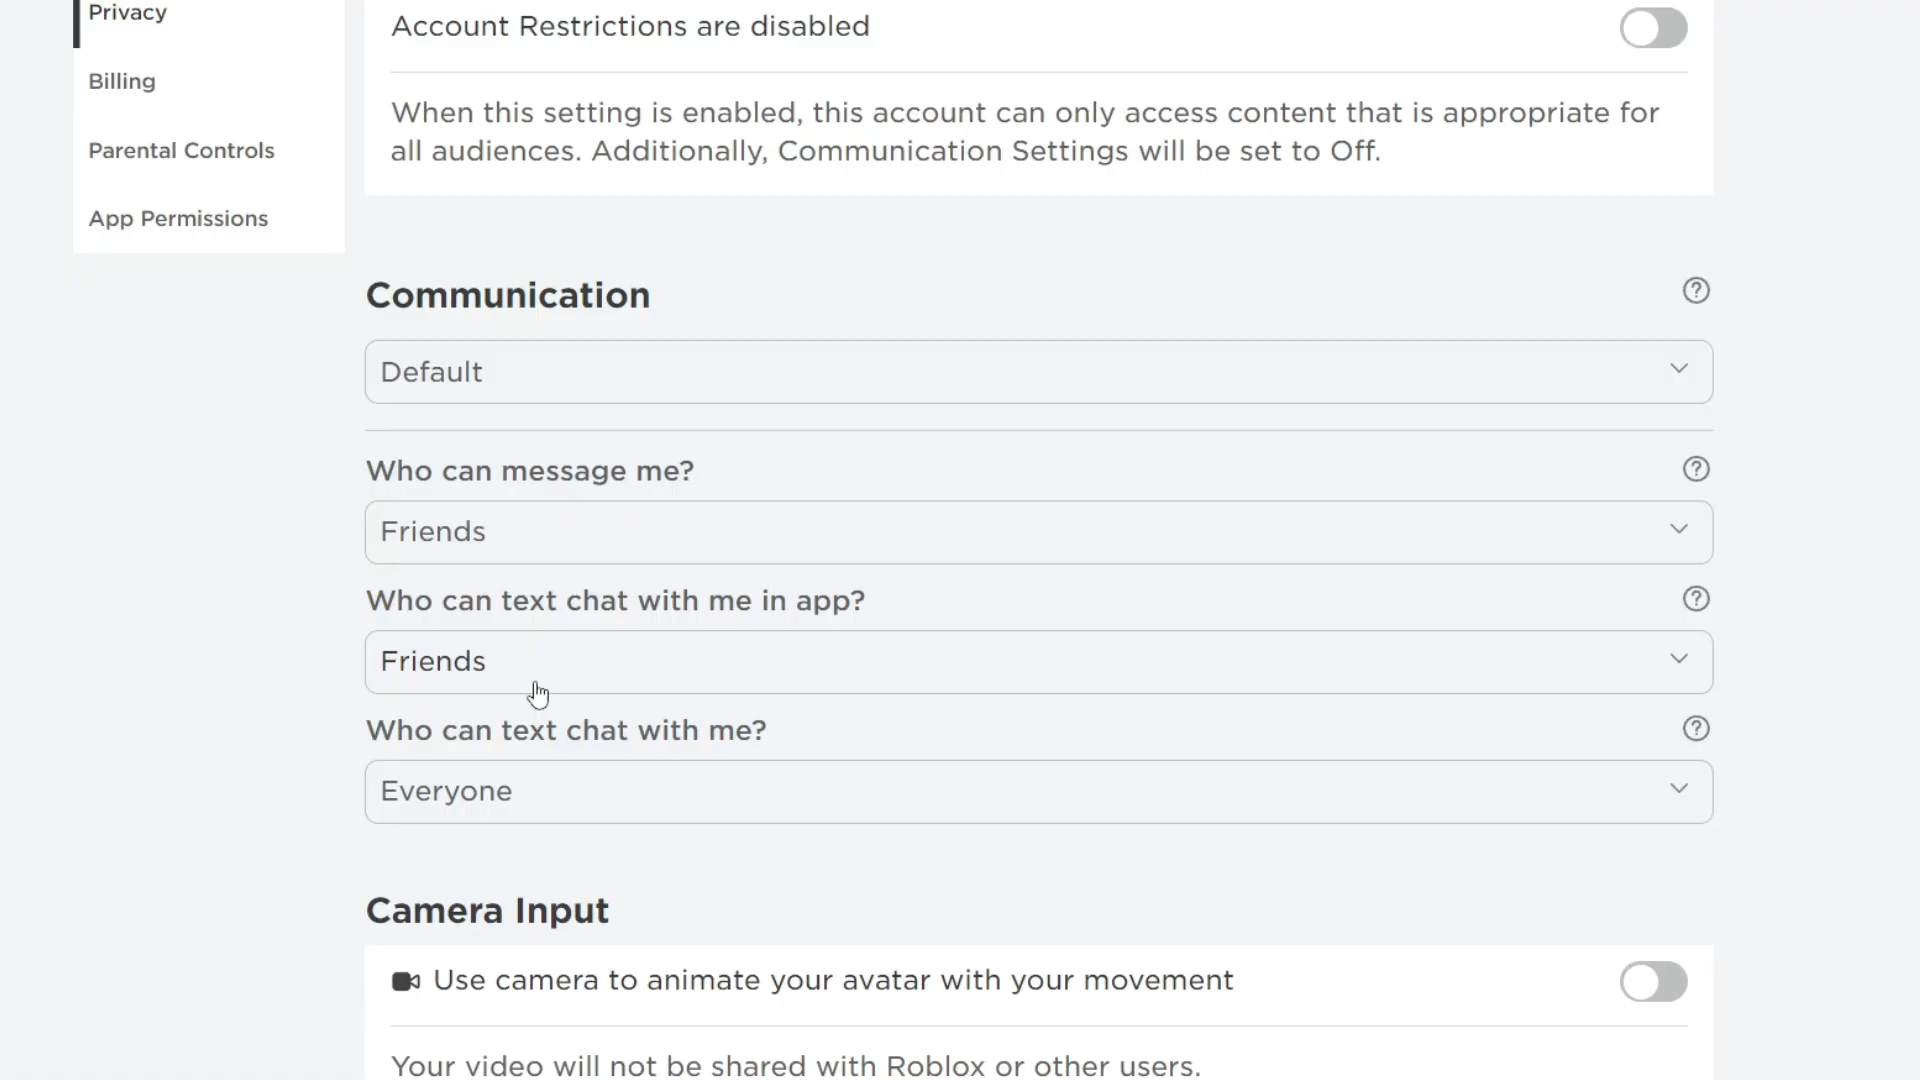 Privacy
Billing
Parental Controls
App Permissions
Account Restrictions are disabled
When this setting is enabled, this account can only access content that is appropriate for
all audiences. Additionally, Communication Settings will be set to Off.
Communication
Default
Who can message me?
Friends
Who can text chat with me in app?
Friends
Who can text chat with me?
Everyone
Camera Input
Use camera to animate your avatar with your movement
Your video will not be shared with Roblox or other users.